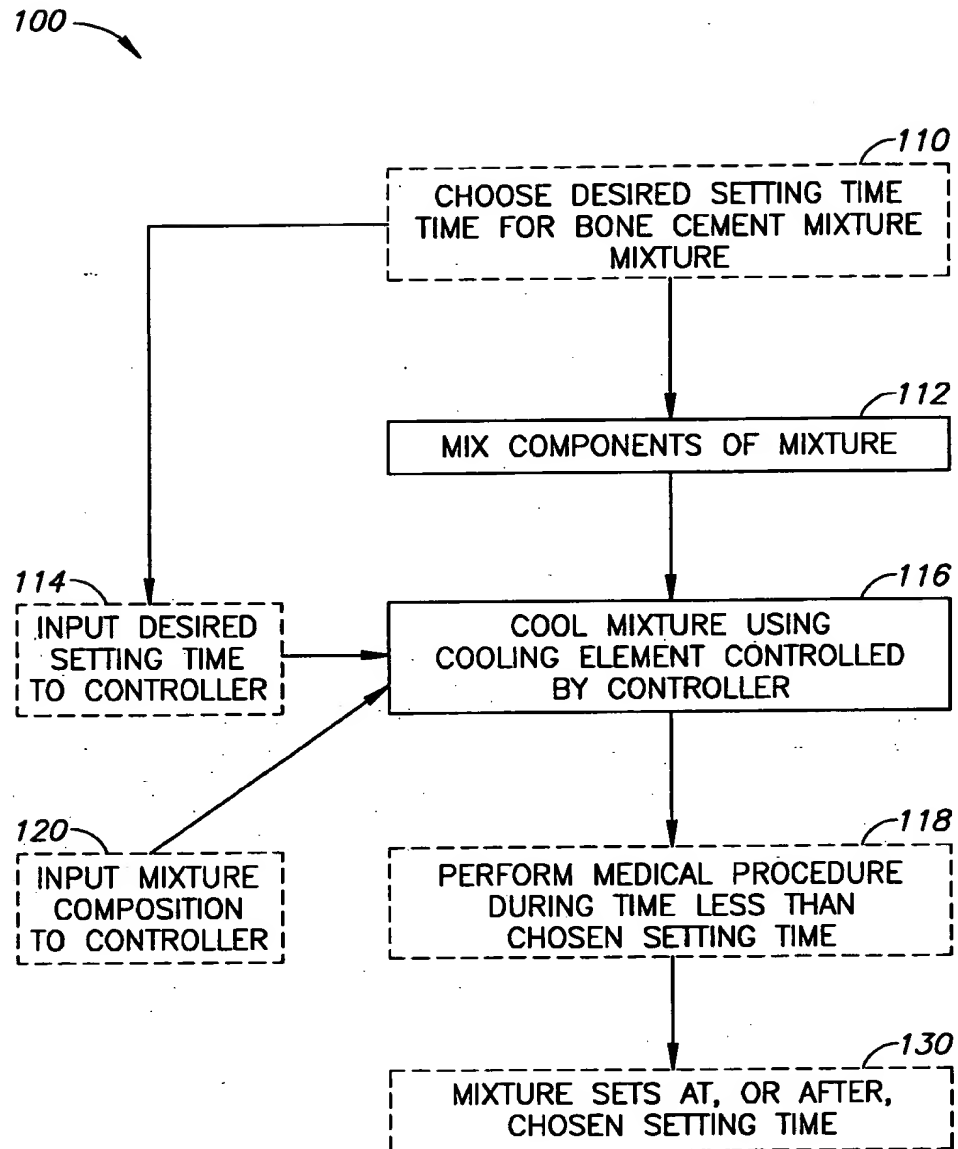 100
110
CHOOSE DESIRED SETTING TIME
TIME FOR BONE CEMENT MIXTURE
MIXTURE
112
MIX COMPONENTS OF MIXTURE
114
INPUT DESIRED
SETTING TIME
TO CONTROLLER
116
COOL MIXTURE USING
COOLING ELEMENT CONTROLLED
BY CONTROLLER
120
INPUT MIXTURE
COMPOSITION
TO CONTROLLER
118
PERFORM MEDICAL PROCEDURE
DURING TIME LESS THAN
CHOSEN SETTING TIME
130
MIXTURE SETS AT, OR AFTER,
CHOSEN SETTING TIME